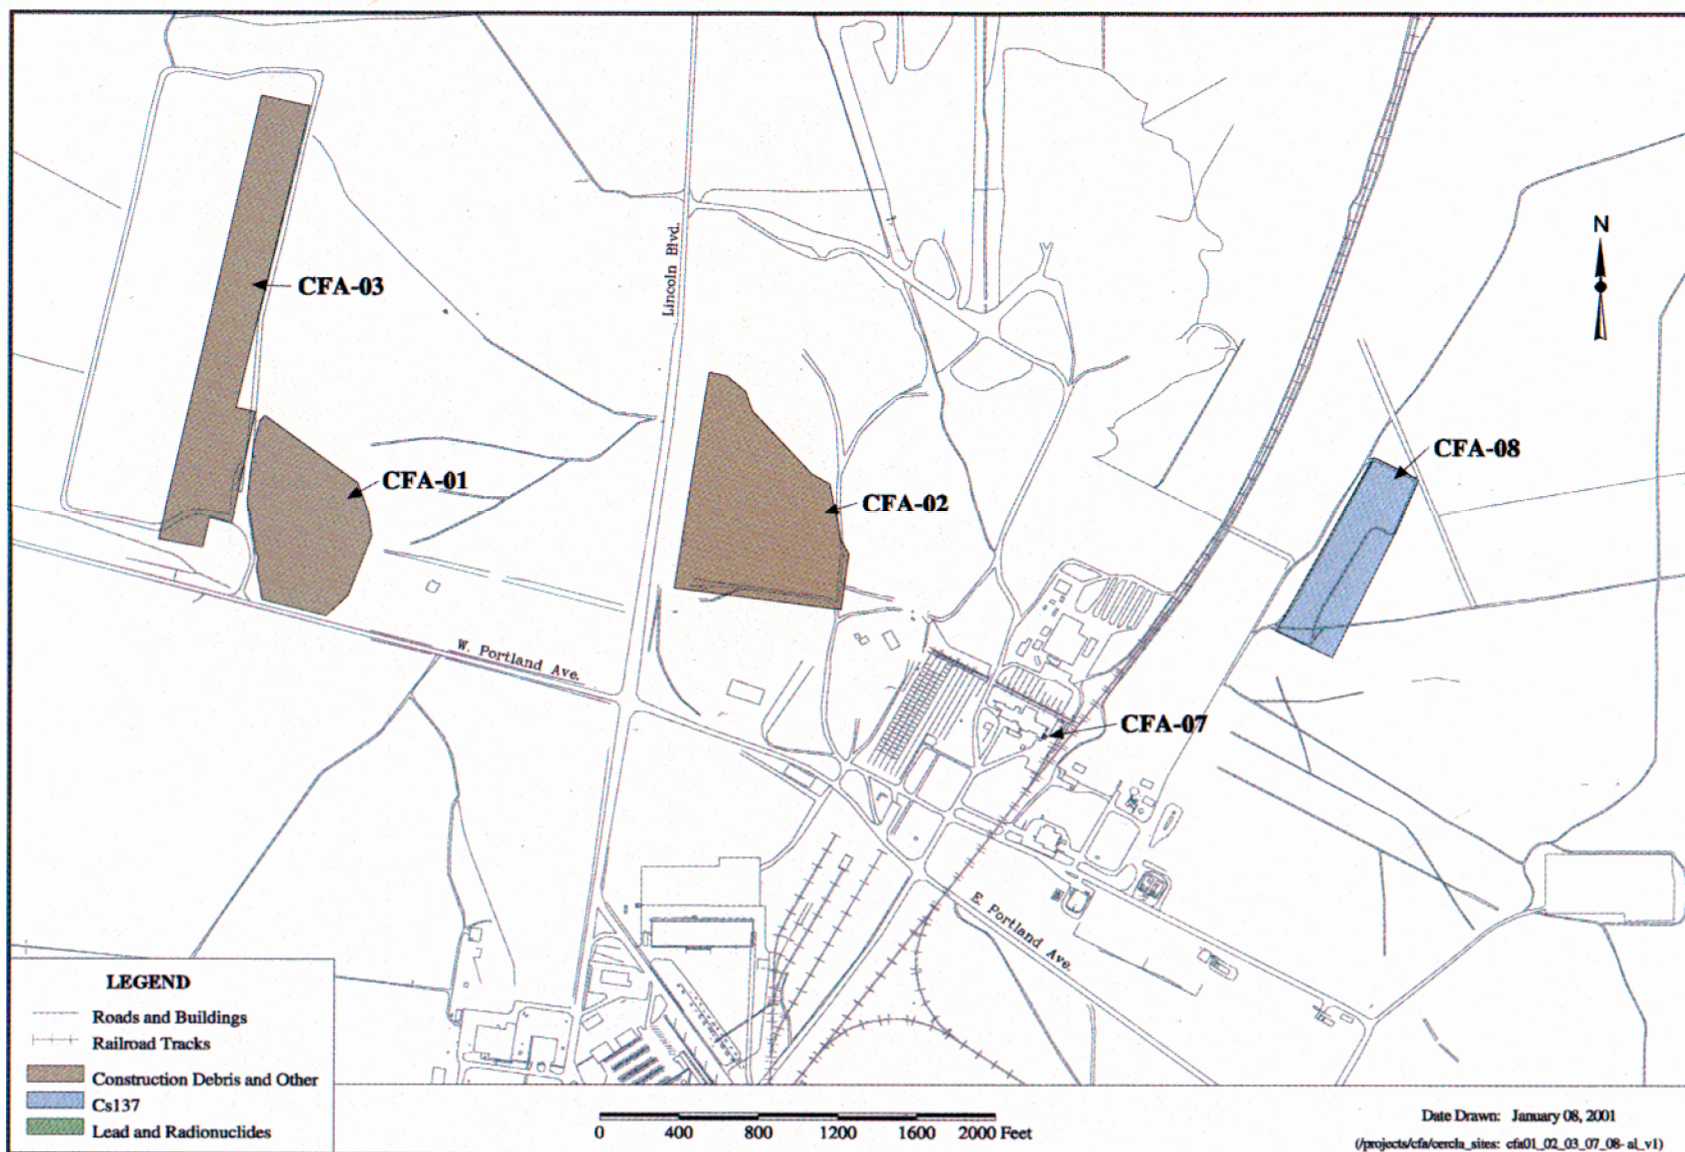 N
Lincoln Blvd.
CFA-03
CFA-08
CFA-01
CFA-02
W. Portland Ave.
CFA-07
E. Portland Ave.
LEGEND
Roads and Buildings
Railroad Tracks
Construction Debris and Other
Cs137
Lead and Radionuclides
0 400 800 1200 1600 2000 Feet
Date Drawn: January 08, 2001
(/projects/cfa/cercla_sites: cfa01_02_03_07_08-al_v1)